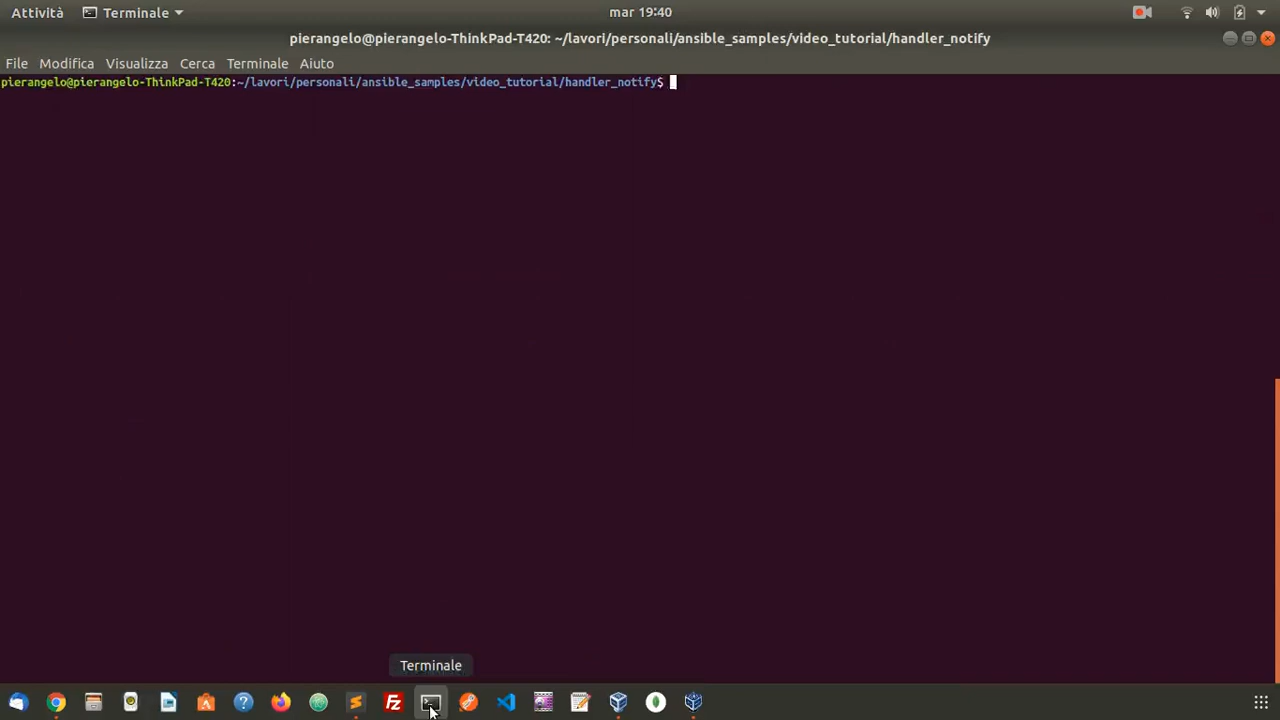 Attività Terminale mar 19:40
pierangelo@pierangelo-ThinkPad-T420: ~/lavori/personali/ansible_samples/video_tutorial/handler_notify
File Modifica Visualizza Cerca Terminale Aiuto
pierangelo@pierangelo-ThinkPad-T420:~/lavori/personali/ansible_samples/video_tutorial/handler_notify$
Terminale